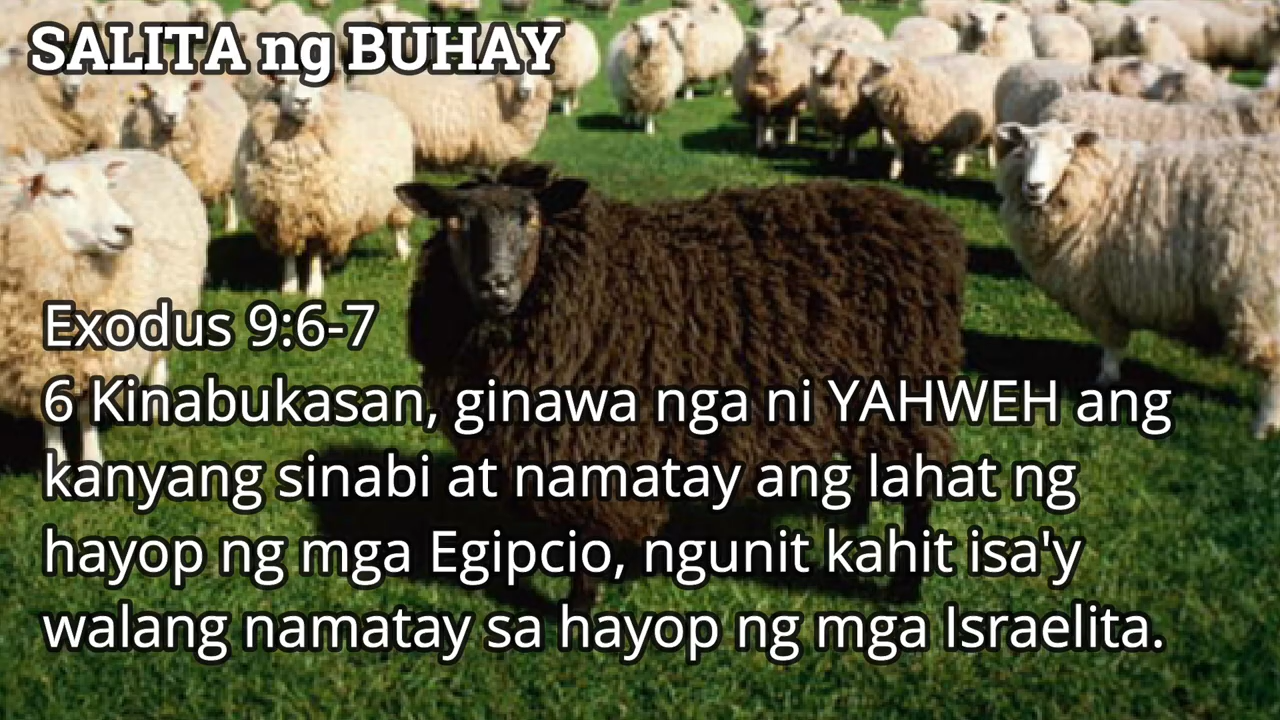 SALITA ng BUHAY
Exodus 9:6-7
6 Kinabukasan, ginawa nga ni YAHWEH ang
kanyang sinabi at namatay ang lahat ng
hayop ng mga Egipcio, ngunit kahit isa'y
walang namatay sa hayop ng mga Israelita.